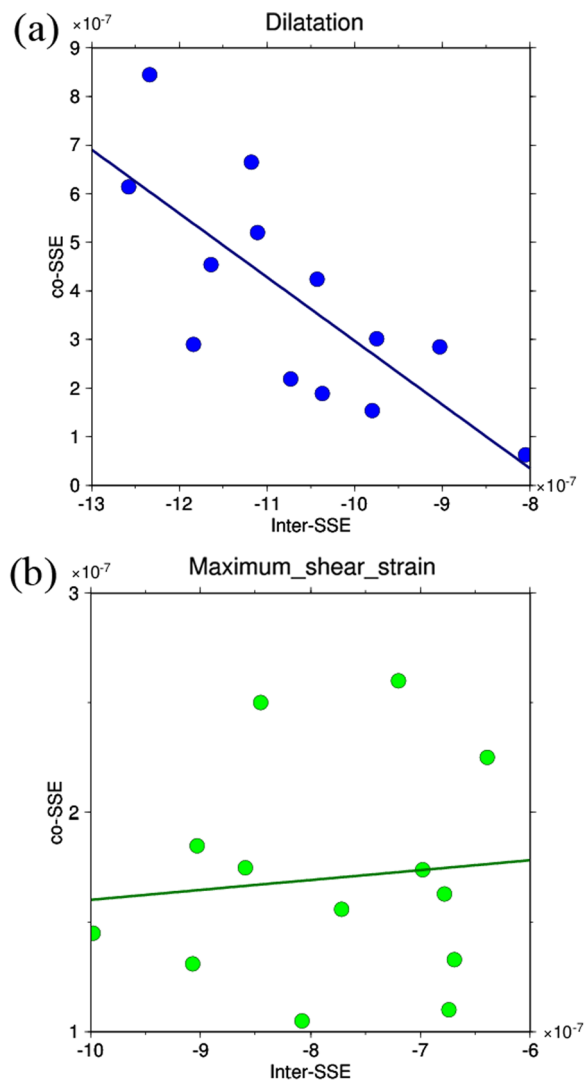 (a)
Dilatation
×10⁻⁷
9
8
7
6
5
4
3
2
1
0
co-SSE
-13 -12 -11 -10 -9 -8
×10⁻⁷
Inter-SSE
(b)
Maximum_shear_strain
×10⁻⁷
3
2
1
co-SSE
-10 -9 -8 -7 -6
×10⁻⁷
Inter-SSE